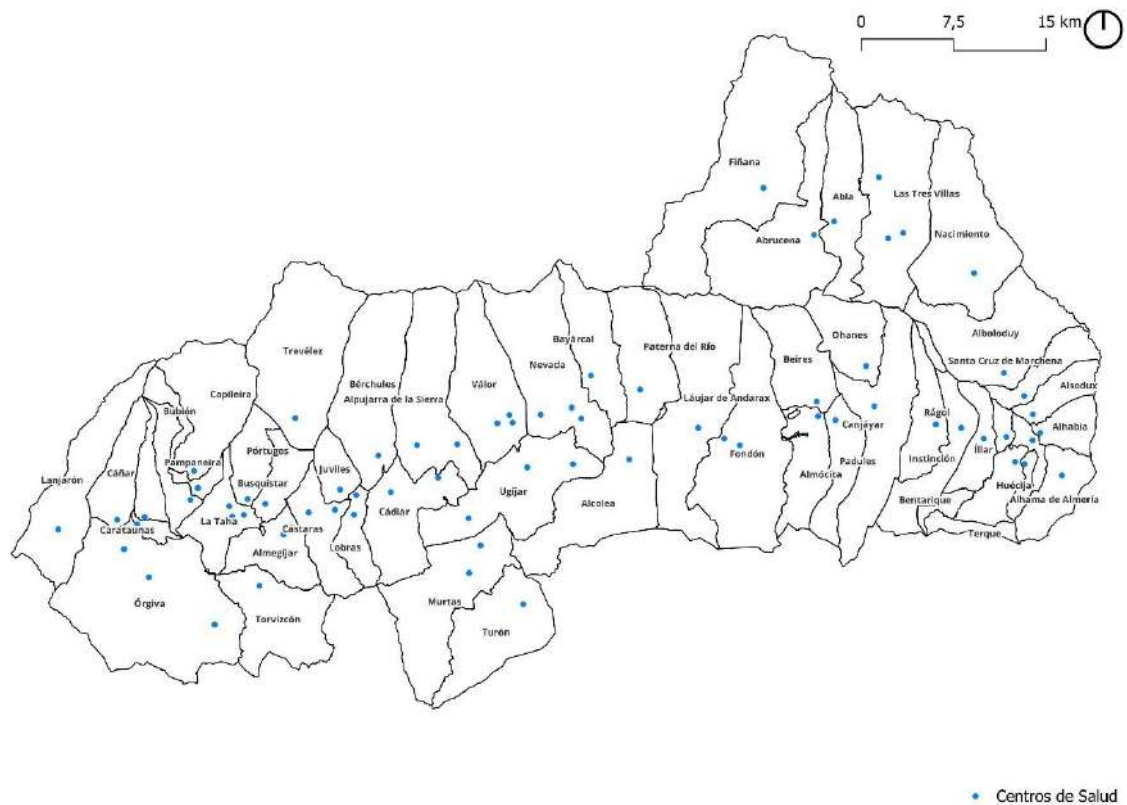 0 7,5 15 km
Fiñana
Abla
Las Tres Villas
Abrucena
Nacimiento
Alboloduy
Ohanes
Trevélez
Bayárcal
Paterna del Río
Beires
Santa Cruz de Marchena
Nevada
Alsodux
Bérchules
Válor
Capileira
Alpujarra de la Sierra
Láujar de Andarax
Bubión
Rágol
Canjáyar
Alhabia
Pórtugos
Fondón
Íllar
Pampaneira
Instinción
Padules
Cáñar
Juviles
Almócita
Lanjarón
Busquistar
Huécija
Ugíjar
Bentarique
Alhama de Almería
Alcolea
Cádiar
La Taha
Cástaras
Carataunas
Terque
Lobras
Almegíjar
Órgiva
Murtas
Torvizcón
Turón
Centros de Salud